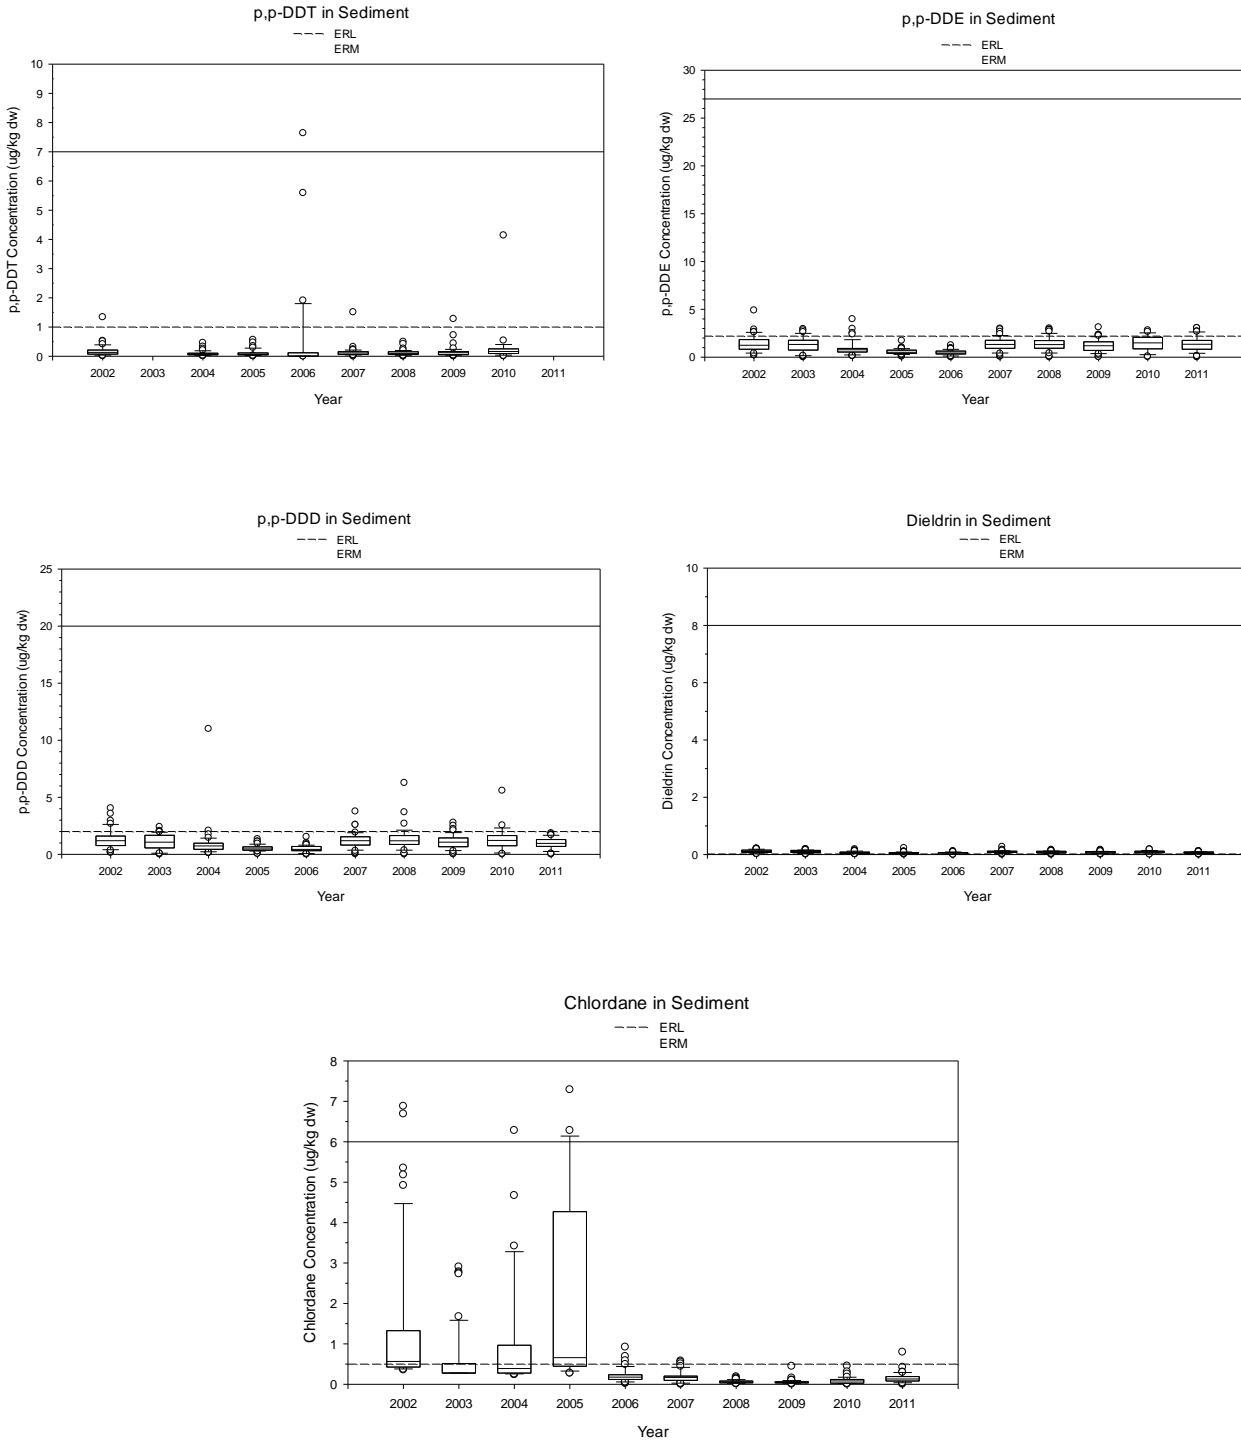 p,p-DDT in Sediment
ERL
ERM
p,p-DDT Concentration (ug/kg dw)
10
9
8
7
6
5
4
3
2
1
0
2002 2003 2004 2005 2006 2007 2008 2009 2010 2011
Year
p,p-DDE in Sediment
ERL
ERM
p,p-DDE Concentration (ug/kg dw)
30
25
20
15
10
5
0
2002 2003 2004 2005 2006 2007 2008 2009 2010 2011
Year
p,p-DDD in Sediment
ERL
ERM
p,p-DDD Concentration (ug/kg dw)
25
20
15
10
5
0
2002 2003 2004 2005 2006 2007 2008 2009 2010 2011
Year
Dieldrin in Sediment
ERL
ERM
Dieldrin Concentration (ug/kg dw)
10
8
6
4
2
0
2002 2003 2004 2005 2006 2007 2008 2009 2010 2011
Year
Chlordane in Sediment
ERL
ERM
Chlordane Concentration (ug/kg dw)
8
7
6
5
4
3
2
1
0
2002 2003 2004 2005 2006 2007 2008 2009 2010 2011
Year